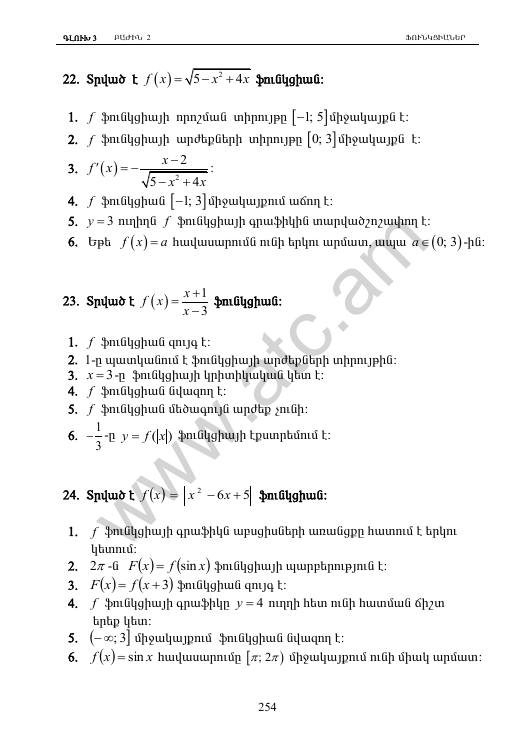 ԳԼՈՒԽ 3 ԲԱԺԻՆ 2 ՖՈՒՆԿՑԻԱՆԵՐ
22. Տրված է f(x) = √(5 − x² + 4x) ֆունկցիան:
1. f ֆունկցիայի որոշման տիրույթը [−1; 5] միջակայքն է:
2. f ֆունկցիայի արժեքների տիրույթը [0; 3] միջակայքն է:
3. f′(x) = − (x − 2)/√(5 − x² + 4x) :
4. f ֆունկցիան [−1; 3] միջակայքում աճող է:
5. y = 3 ուղիղն f ֆունկցիայի գրաֆիկին տարված շոշափող է:
6. Եթե f(x) = a հավասարումն ունի երկու արմատ, ապա a ∈ (0; 3)-ին:
23. Տրված է f(x) = (x + 1)/(x − 3) ֆունկցիան:
1. f ֆունկցիան զույգ է:
2. 1-ը պատկանում է ֆունկցիայի արժեքների տիրույթին:
3. x = 3-ը ֆունկցիայի կրիտիկական կետ է:
4. f ֆունկցիան նվազող է:
5. f ֆունկցիան մեծագույն արժեք չունի:
6. −1/3-ը y = f(|x|) ֆունկցիայի էքստրեմում է:
24. Տրված է f(x) = |x² − 6x + 5| ֆունկցիան:
1. f ֆունկցիայի գրաֆիկն աբսցիսների առանցքը հատում է երկու
կետում:
2. 2π-ն F(x) = f(sin x) ֆունկցիայի պարբերությունն է:
3. F(x) = f(x + 3) ֆունկցիան զույգ է:
4. f ֆունկցիայի գրաֆիկը y = 4 ուղղի հետ ունի հատման ճիշտ
երեք կետ:
5. (−∞; 3] միջակայքում ֆունկցիան նվազող է:
6. f(x) = sin x հավասարումը [π; 2π) միջակայքում ունի միակ արմատ:
www.atc.am
254